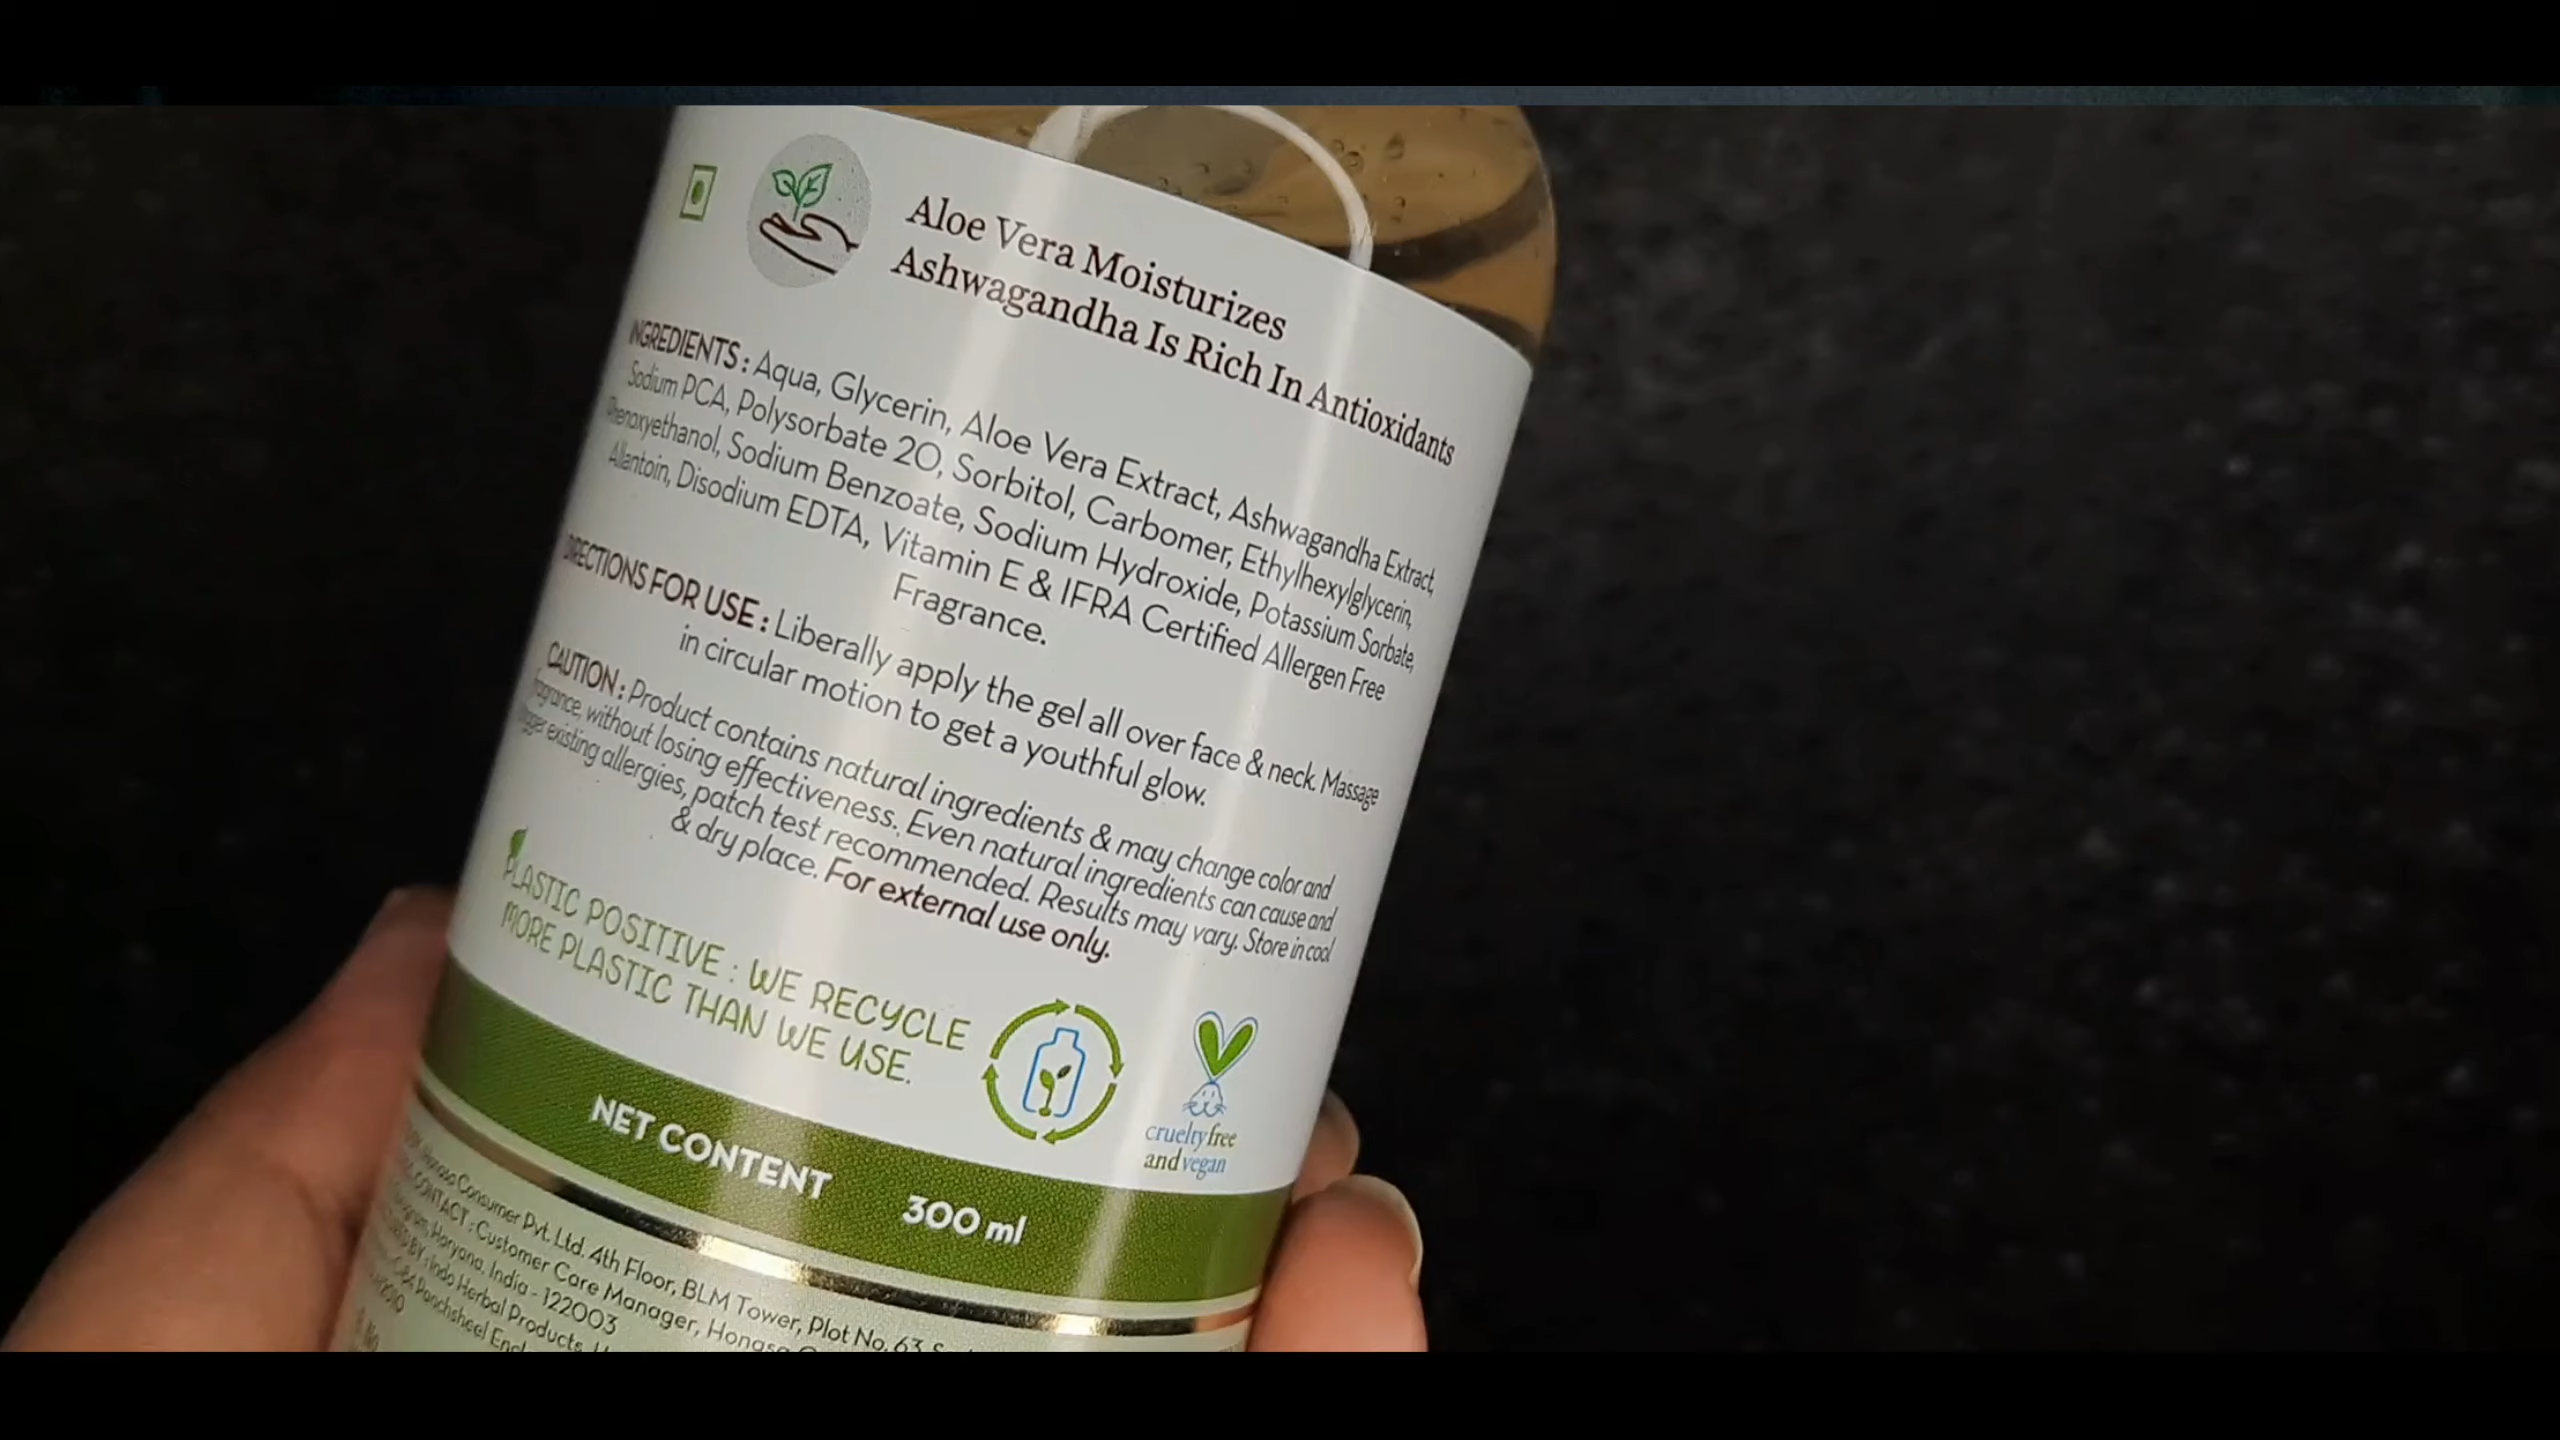 Aloe Vera Moisturizes
Ashwagandha Is Rich In Antioxidants
INGREDIENTS : Aqua, Glycerin, Aloe Vera Extract, Ashwagandha Extract,
Sodium PCA, Polysorbate 20, Sorbitol, Carbomer, Ethylhexylglycerin,
Phenoxyethanol, Sodium Benzoate, Sodium Hydroxide, Potassium Sorbate,
Allantoin, Disodium EDTA, Vitamin E & IFRA Certified Allergen Free
Fragrance.
DIRECTIONS FOR USE : Liberally apply the gel all over face & neck. Massage
in circular motion to get a youthful glow.
CAUTION : Product contains natural ingredients & may change color and
fragrance, without losing effectiveness. Even natural ingredients can cause and
trigger existing allergies, patch test recommended. Results may vary. Store in cool
& dry place. For external use only.
PLASTIC POSITIVE : WE RECYCLE
MORE PLASTIC THAN WE USE.
crueltyfree
and vegan
NET CONTENT 300 ml
Honasa Consumer Pvt. Ltd. 4th Floor, BLM Tower, Plot No. 63
CONTACT : Customer Care Manager, Honasa
Haryana, India - 122003
BY : Indo Herbal Products,
Panchsheel